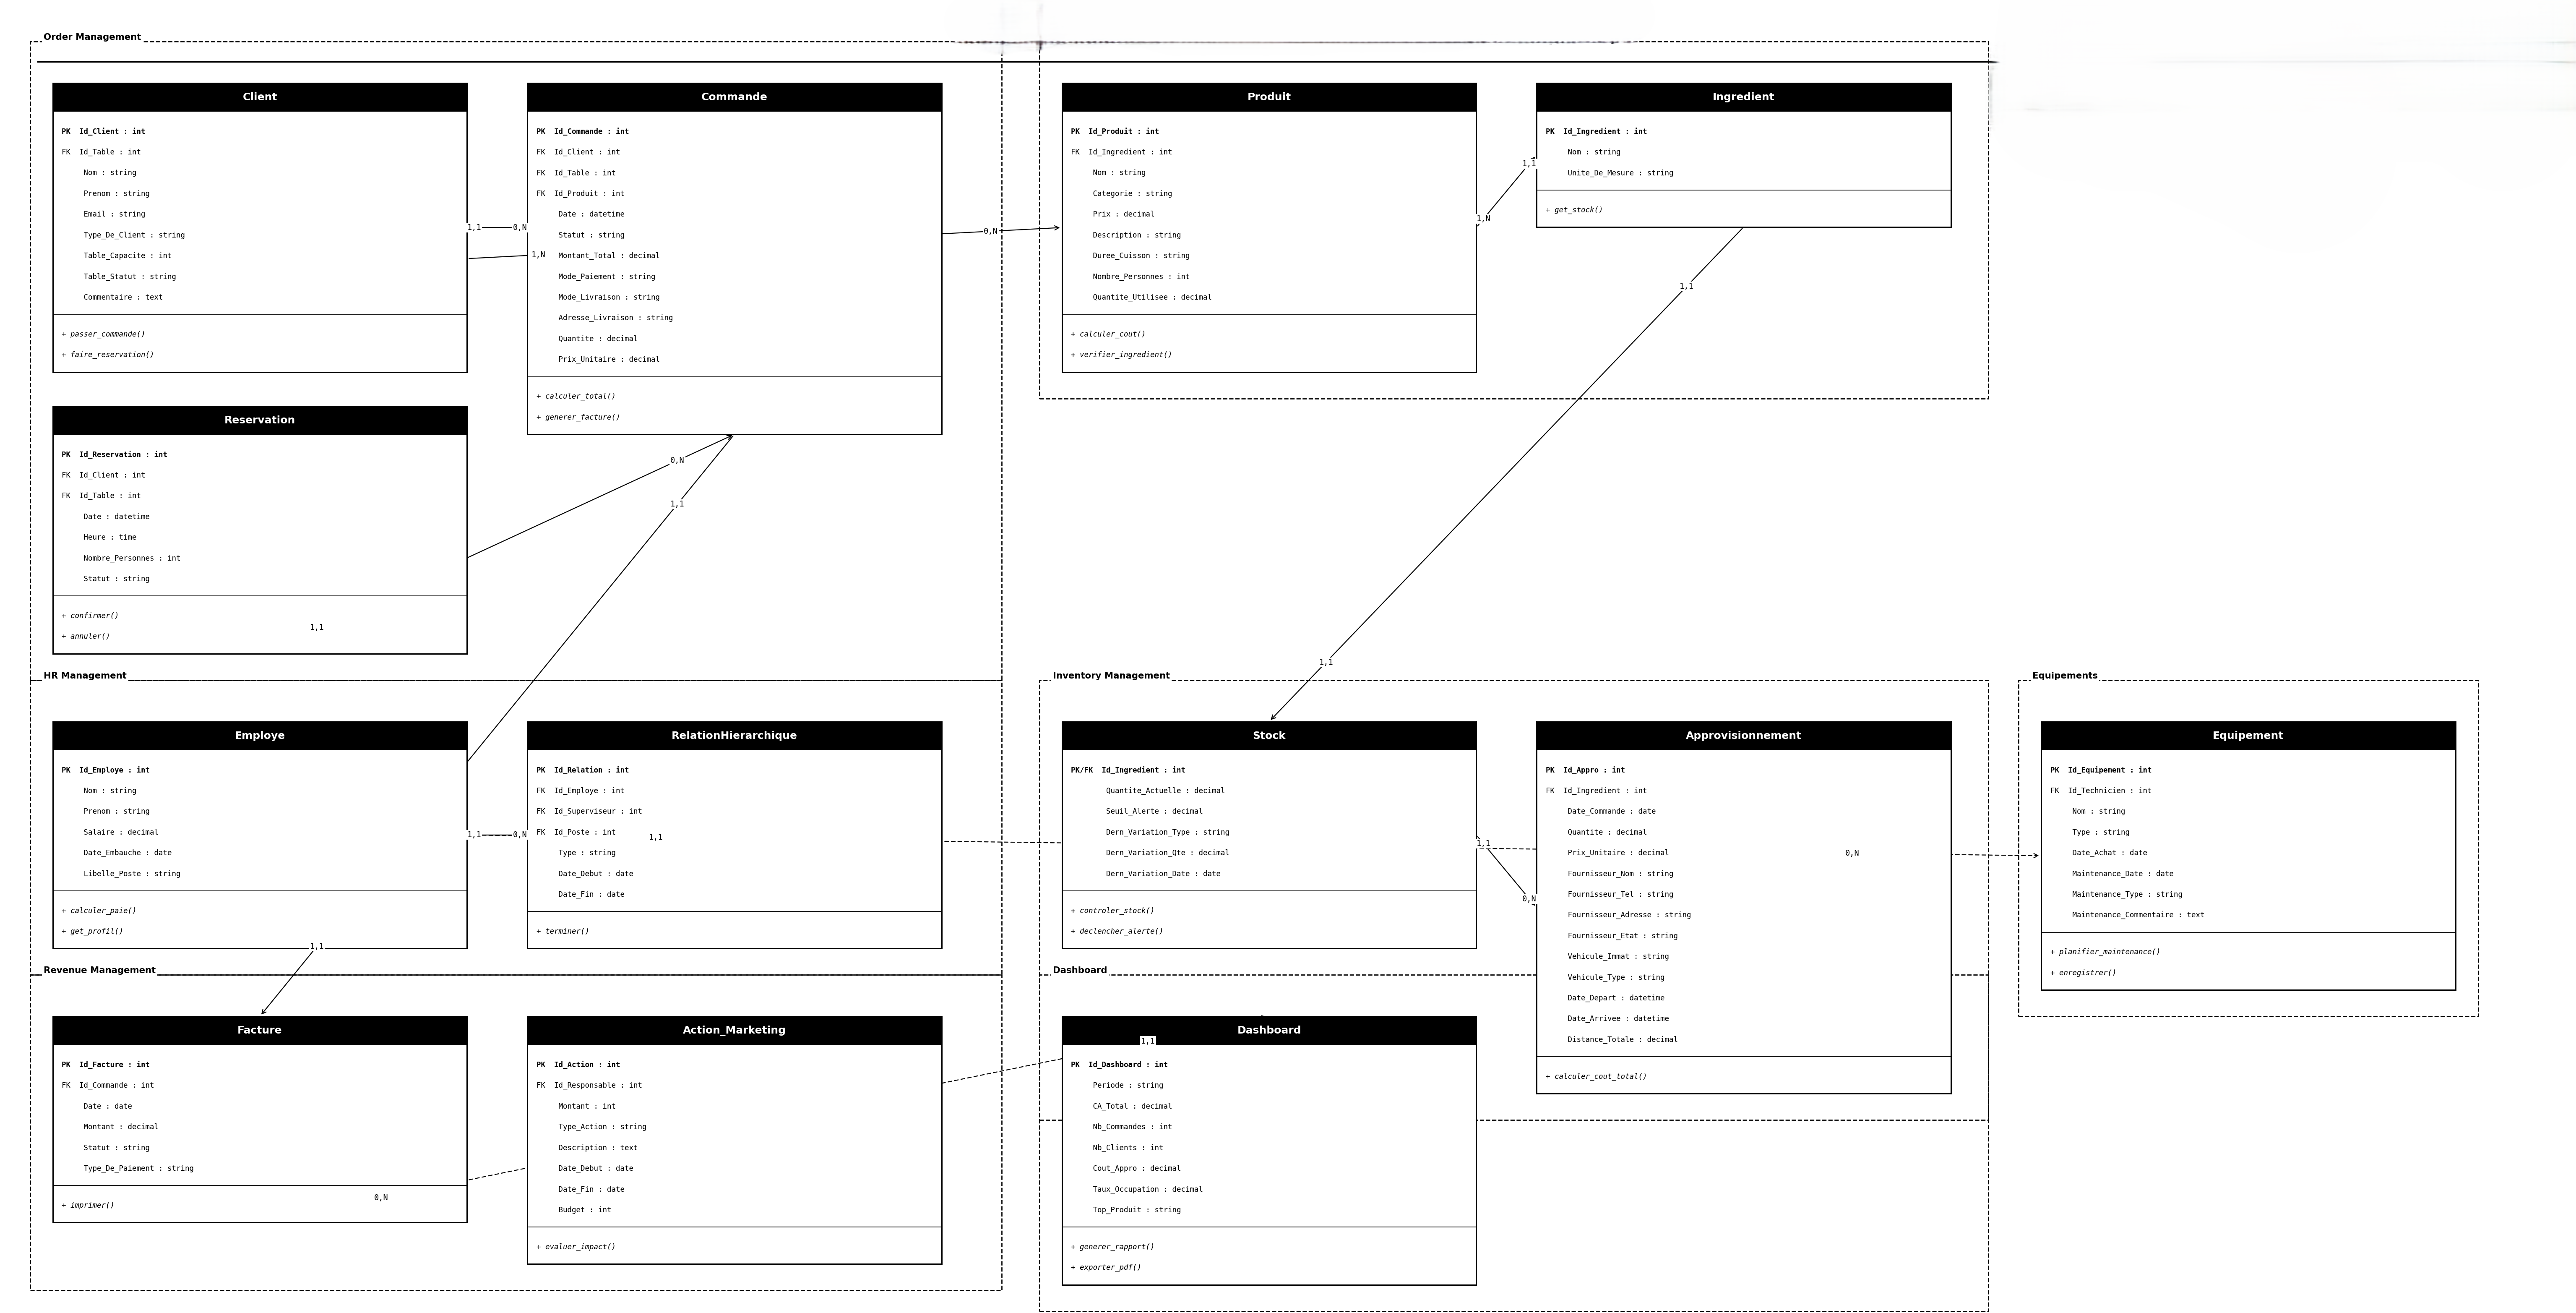 Order Management
Client
PK Id_Client : int
FK Id_Table : int
Nom : string
Prenom : string
Email : string
Type_De_Client : string
Table_Capacite : int
Table_Statut : string
Commentaire : text
+ passer_commande()
+ faire_reservation()
1,1
0,N
1,N
Commande
PK Id_Commande : int
FK Id_Client : int
FK Id_Table : int
FK Id_Produit : int
Date : datetime
Statut : string
Montant_Total : decimal
Mode_Paiement : string
Mode_Livraison : string
Adresse_Livraison : string
Quantite : decimal
Prix_Unitaire : decimal
+ calculer_total()
+ generer_facture()
0,N
Produit
PK Id_Produit : int
FK Id_Ingredient : int
Nom : string
Categorie : string
Prix : decimal
Description : string
Duree_Cuisson : string
Nombre_Personnes : int
Quantite_Utilisee : decimal
+ calculer_cout()
+ verifier_ingredient()
1,N
1,1
Ingredient
PK Id_Ingredient : int
Nom : string
Unite_De_Mesure : string
+ get_stock()
1,1
Reservation
PK Id_Reservation : int
FK Id_Client : int
FK Id_Table : int
Date : datetime
Heure : time
Nombre_Personnes : int
Statut : string
+ confirmer()
+ annuler()
1,1
0,N
1,1
1,1
HR Management
Employe
PK Id_Employe : int
Nom : string
Prenom : string
Salaire : decimal
Date_Embauche : date
Libelle_Poste : string
+ calculer_paie()
+ get_profil()
1,1
1,1
0,N
RelationHierarchique
PK Id_Relation : int
FK Id_Employe : int
FK Id_Superviseur : int
FK Id_Poste : int
1,1
Type : string
Date_Debut : date
Date_Fin : date
+ terminer()
Inventory Management
Stock
PK/FK Id_Ingredient : int
Quantite_Actuelle : decimal
Seuil_Alerte : decimal
Dern_Variation_Type : string
Dern_Variation_Qte : decimal
Dern_Variation_Date : date
+ controler_stock()
+ declencher_alerte()
1,1
0,N
Approvisionnement
PK Id_Appro : int
FK Id_Ingredient : int
Date_Commande : date
Quantite : decimal
Prix_Unitaire : decimal
0,N
Fournisseur_Nom : string
Fournisseur_Tel : string
Fournisseur_Adresse : string
Fournisseur_Etat : string
Vehicule_Immat : string
Vehicule_Type : string
Date_Depart : datetime
Date_Arrivee : datetime
Distance_Totale : decimal
+ calculer_cout_total()
Equipements
Equipement
PK Id_Equipement : int
FK Id_Technicien : int
Nom : string
Type : string
Date_Achat : date
Maintenance_Date : date
Maintenance_Type : string
Maintenance_Commentaire : text
+ planifier_maintenance()
+ enregistrer()
Revenue Management
Facture
PK Id_Facture : int
FK Id_Commande : int
Date : date
Montant : decimal
Statut : string
Type_De_Paiement : string
+ imprimer()
0,N
Action_Marketing
PK Id_Action : int
FK Id_Responsable : int
Montant : int
Type_Action : string
Description : text
Date_Debut : date
Date_Fin : date
Budget : int
+ evaluer_impact()
Dashboard
Dashboard
1,1
PK Id_Dashboard : int
Periode : string
CA_Total : decimal
Nb_Commandes : int
Nb_Clients : int
Cout_Appro : decimal
Taux_Occupation : decimal
Top_Produit : string
+ generer_rapport()
+ exporter_pdf()